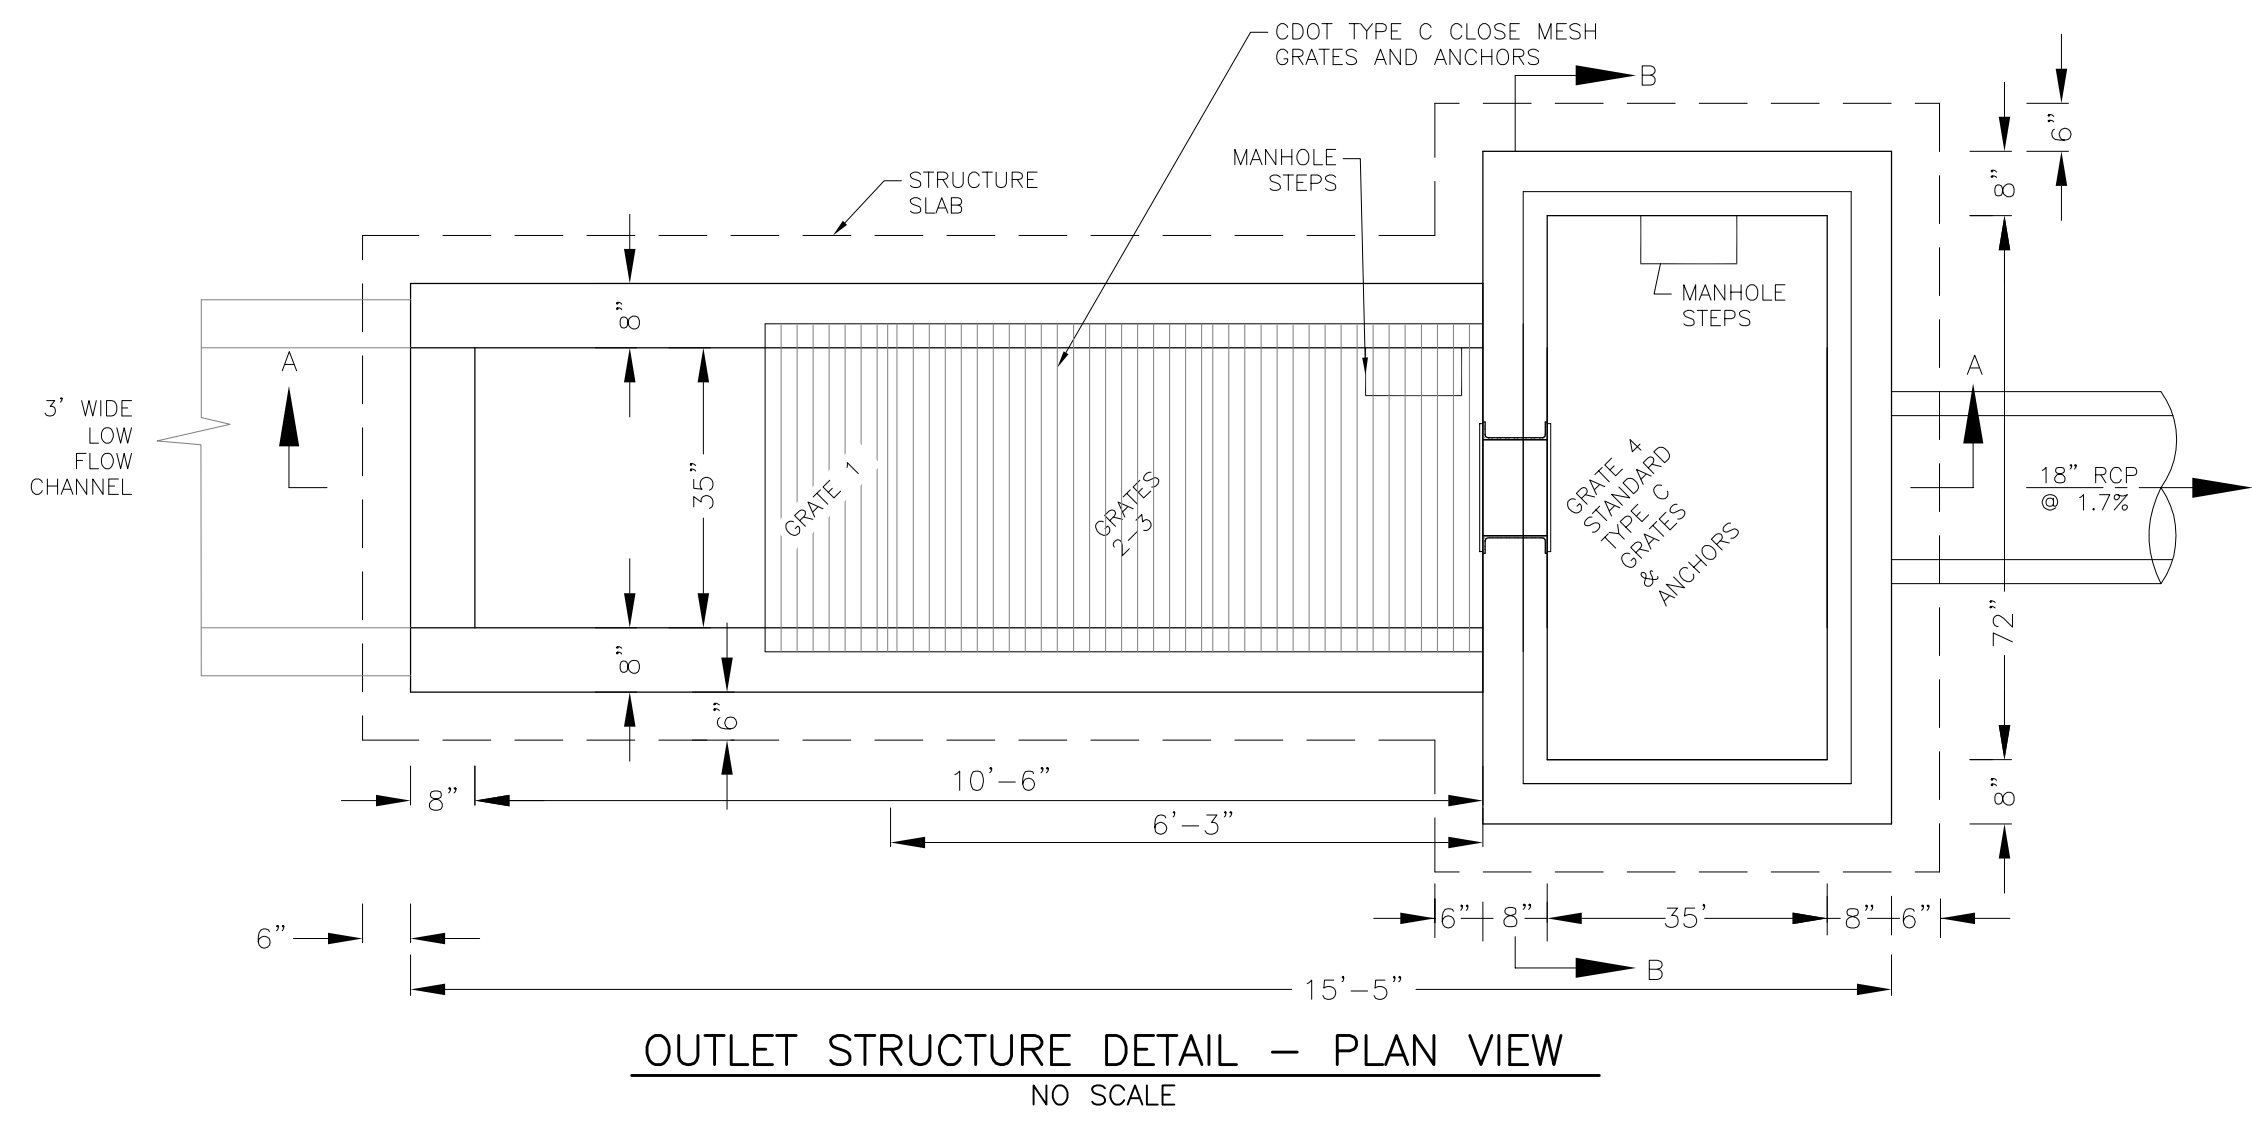 CDOT TYPE C CLOSE MESH
GRATES AND ANCHORS
B
6”
MANHOLE
STEPS
STRUCTURE
SLAB
8”
8”
MANHOLE
STEPS
A
A
3’ WIDE
LOW
FLOW
CHANNEL
35”
GRATE 1
GRATES
2–3
GRATE 4
STANDARD
TYPE C
GRATES
&
ANCHORS
18” RCP
@ 1.7%
72”
8”
6”
10’–6”
8”
8”
6’–3”
6”
8”
35’
8”
6”
6”
B
15’–5”
OUTLET STRUCTURE DETAIL – PLAN VIEW
NO SCALE